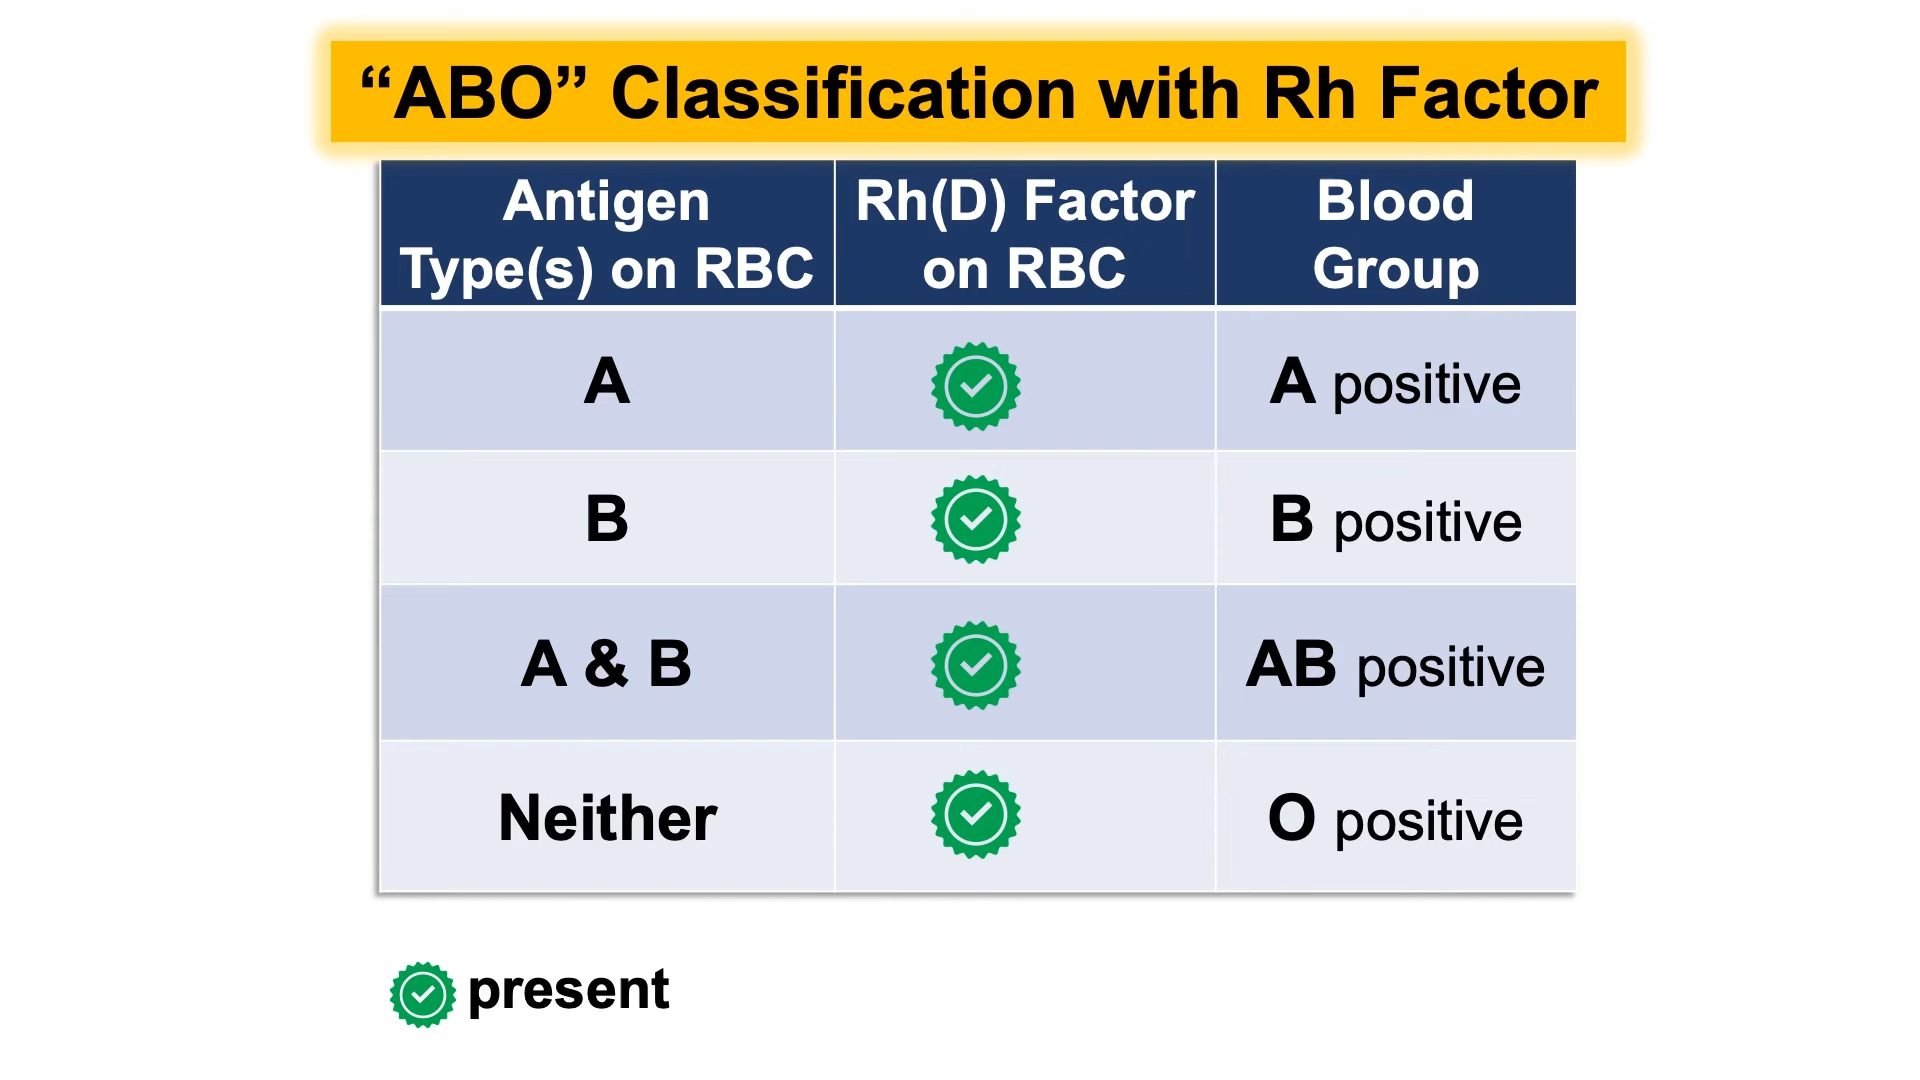 “ABO” Classification with Rh Factor
Antigen Type(s) on RBC
Rh(D) Factor on RBC
Blood Group
A
A positive
B
B positive
A & B
AB positive
Neither
O positive
present